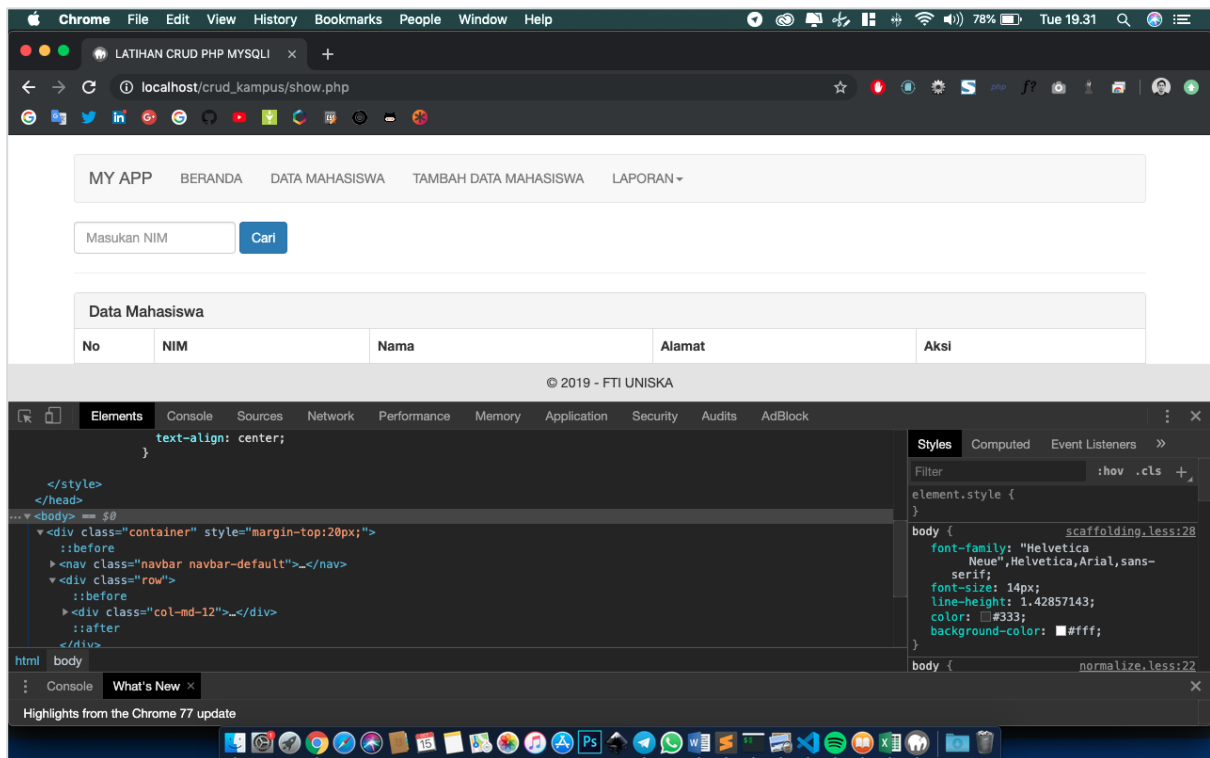 Chrome File Edit View History Bookmarks People Window Help 78% Tue 19.31
LATIHAN CRUD PHP MYSQLI × +
localhost/crud_kampus/show.php
MY APP BERANDA DATA MAHASISWA TAMBAH DATA MAHASISWA LAPORAN
Masukan NIM Cari
Data Mahasiswa
No NIM Nama Alamat Aksi
© 2019 - FTI UNISKA
Elements Console Sources Network Performance Memory Application Security Audits AdBlock
text-align: center;
}
</style>
</head>
...▼<body> == $0
▼<div class="container" style="margin-top:20px;">
::before
▶<nav class="navbar navbar-default">…</nav>
▼<div class="row">
::before
▶<div class="col-md-12">…</div>
::after
</div>
html body
Styles Computed Event Listeners »
Filter :hov .cls +
element.style {
}
body { scaffolding.less:28
font-family: "Helvetica
Neue",Helvetica,Arial,sans-
serif;
font-size: 14px;
line-height: 1.42857143;
color: #333;
background-color: #fff;
}
body { normalize.less:22
Console What's New ×
Highlights from the Chrome 77 update